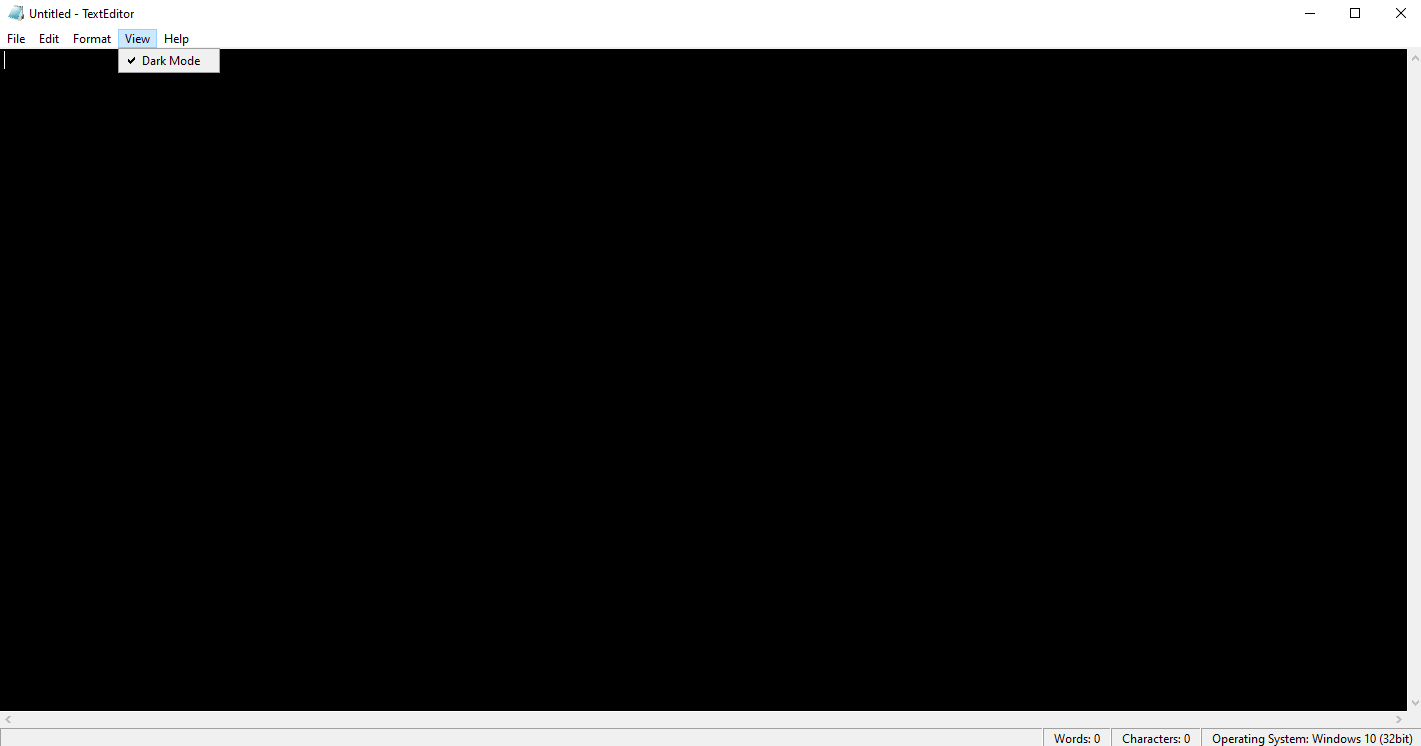 Untitled - TextEditor
File Edit Format View Help
Dark Mode
Words: 0 Characters: 0 Operating System: Windows 10 (32bit)